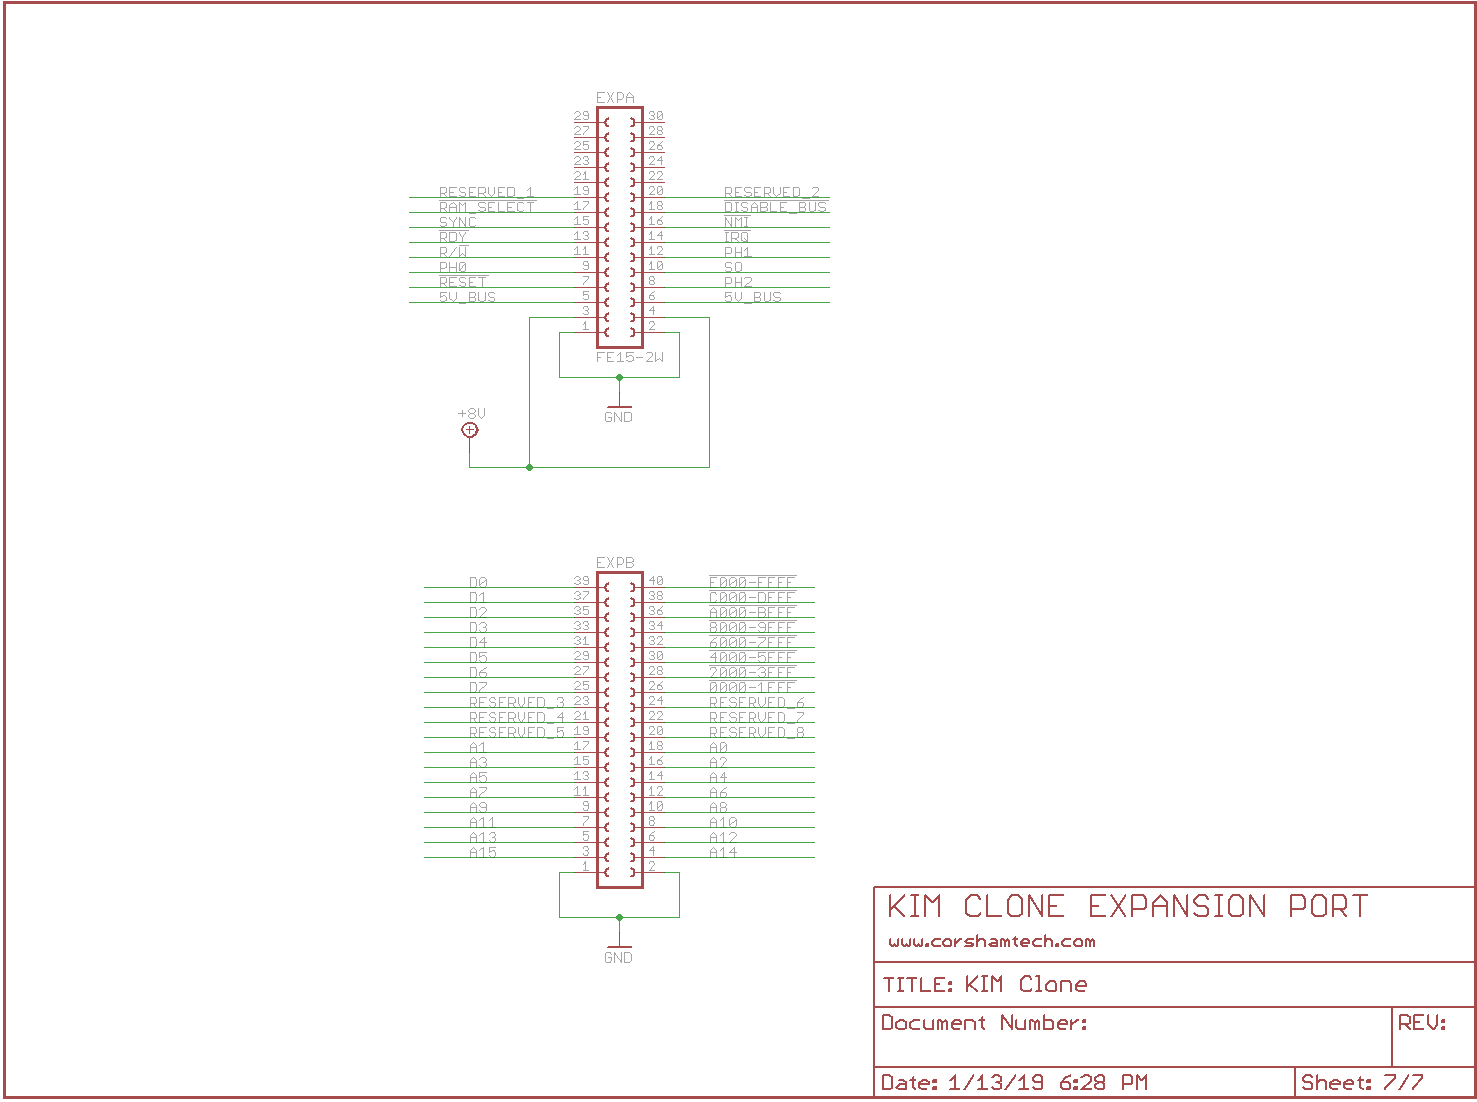 EXPA
29 30
27 28
25 26
23 24
21 22
RESERVED_1 19 20 RESERVED_2
RAM_SELECT 17 18 DISABLE_BUS
SYNC 15 16 NMI
RDY 13 14 IRQ
R/W 11 12 PH1
PH0 9 10 SO
RESET 7 8 PH2
5V_BUS 5 6 5V_BUS
3 4
1 2
FE15-2W
GND
+8V
EXPB
D0 39 40 F000-FFFF
D1 37 38 C000-DFFF
D2 35 36 A000-BFFF
D3 33 34 8000-9FFF
D4 31 32 6000-7FFF
D5 29 30 4000-5FFF
D6 27 28 2000-3FFF
D7 25 26 0000-1FFF
RESERVED_3 23 24 RESERVED_6
RESERVED_4 21 22 RESERVED_7
RESERVED_5 19 20 RESERVED_8
A1 17 18 A0
A3 15 16 A2
A5 13 14 A4
A7 11 12 A6
A9 9 10 A8
A11 7 8 A10
A13 5 6 A12
A15 3 4 A14
1 2
GND
KIM CLONE EXPANSION PORT
www.corshamtech.com
TITLE: KIM Clone
Document Number: REV:
Date: 1/13/19 6:28 PM Sheet: 7/7